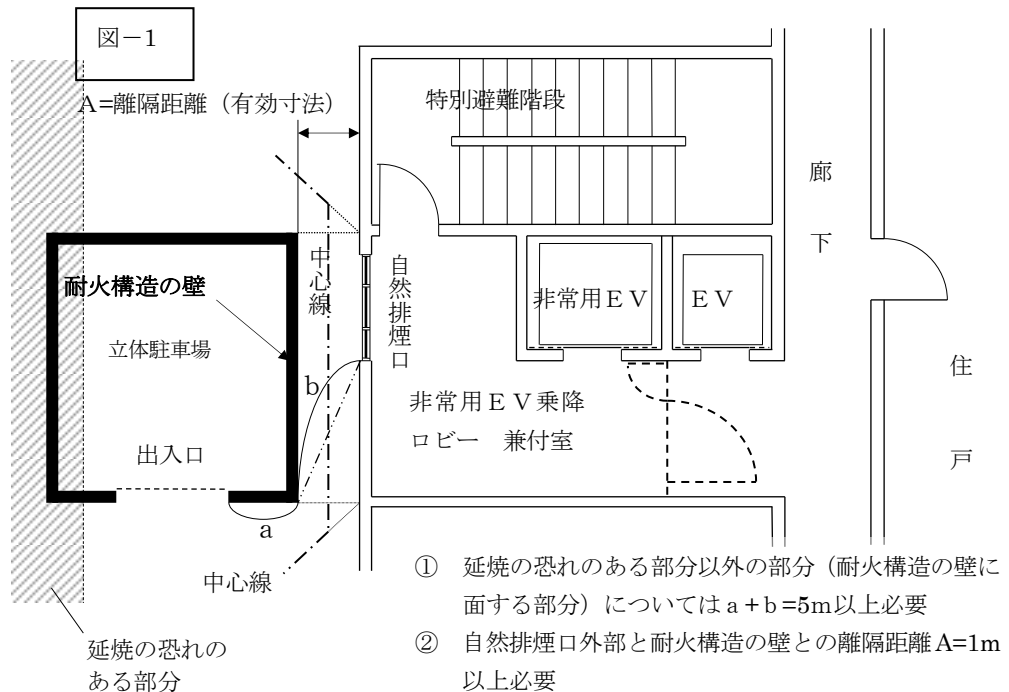 図－1
A=離隔距離（有効寸法）
特別避難階段
廊下
中心線
自然排煙口
耐火構造の壁
非常用EV
EV
立体駐車場
b
非常用EV乗降
ロビー　兼付室
住戸
出入口
a
中心線
① 延焼の恐れのある部分以外の部分（耐火構造の壁に
面する部分）についてはa＋b=5m以上必要
② 自然排煙口外部と耐火構造の壁との離隔距離A=1m
以上必要
延焼の恐れの
ある部分